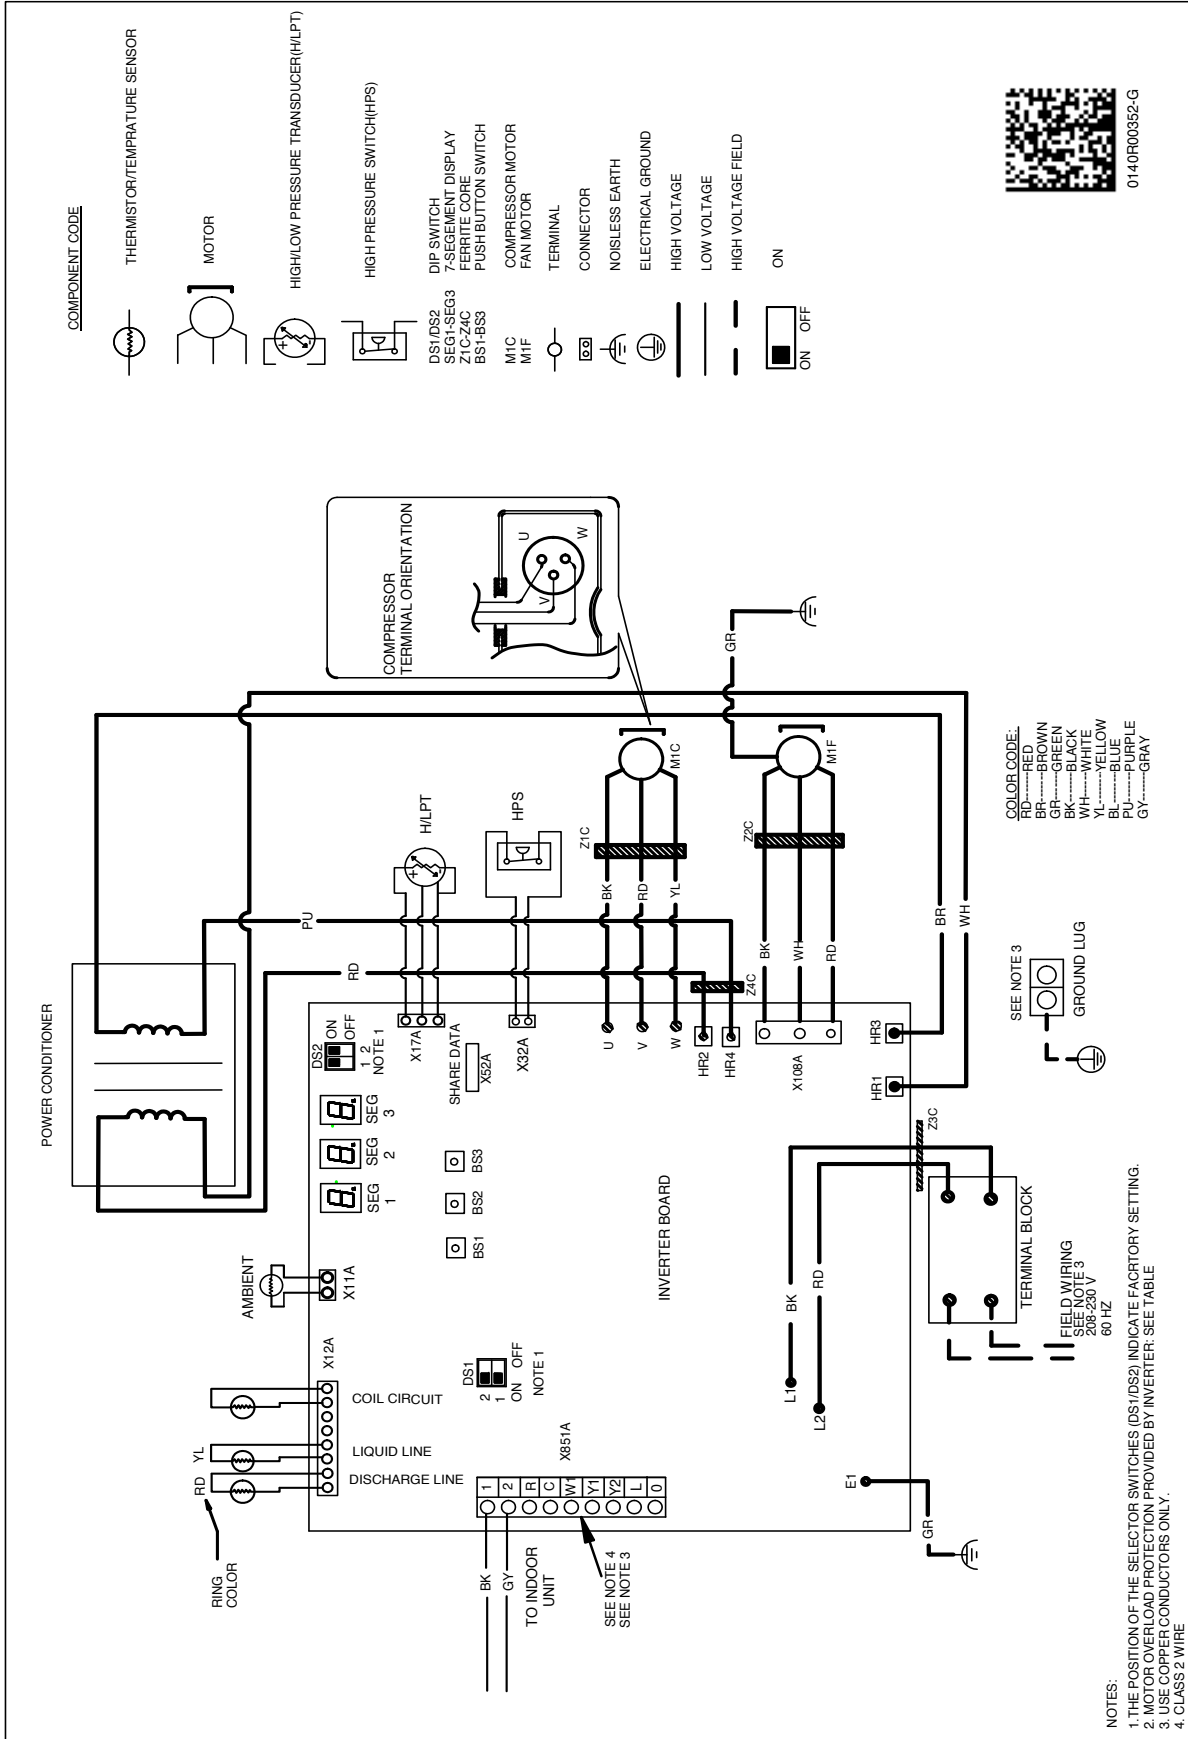 COMPONENT CODE
THERMISTOR/TEMPRATURE SENSOR
MOTOR
HIGH/LOW PRESSURE TRANSDUCER(H/LPT)
HIGH PRESSURE SWITCH(HPS)
DS1/DS2 DIP SWITCH
SEG1-SEG3 7-SEGEMENT DISPLAY
Z1C-Z4C FERRITE CORE
BS1-BS3 PUSH BUTTON SWITCH
M1C COMPRESSOR MOTOR
M1F FAN MOTOR
TERMINAL
CONNECTOR
NOISLESS EARTH
ELECTRICAL GROUND
HIGH VOLTAGE
LOW VOLTAGE
HIGH VOLTAGE FIELD
ON OFF ON
0140R00352-G
COMPRESSOR
TERMINAL ORIENTATION
U
V
W
POWER CONDITIONER
PU
RD
H/LPT
HPS
Z1C
M1C
BK
RD
YL
Z2C
M1F
GR
BK
WH
RD
Z4C
BR
WH
AMBIENT
X11A
SEG
1
SEG
2
SEG
3
DS2
ON
OFF
1 2
NOTE 1
X17A
SHARE DATA
X52A
X32A
U
V
W
HR2
HR4
X108A
HR3
HR1
BS1
BS2
BS3
INVERTER BOARD
RING
COLOR
RD
YL
X12A
COIL CIRCUIT
LIQUID LINE
DISCHARGE LINE
DS1
2
1
ON OFF
NOTE 1
X851A
1
2
R
C
W1
Y1
Y2
L
0
BK
GY
TO INDOOR
UNIT
SEE NOTE 4
SEE NOTE 3
L1
BK
L2
RD
E1
GR
Z3C
TERMINAL BLOCK
FIELD WIRING
SEE NOTE 3
208-230 V
60 HZ
SEE NOTE 3
GROUND LUG
COLOR CODE:
RD--------RED
BR--------BROWN
GR-------GREEN
BK-------BLACK
WH------WHITE
YL--------YELLOW
BL--------BLUE
PU-------PURPLE
GY-------GRAY
NOTES:
1. THE POSITION OF THE SELECTOR SWITCHES (DS1/DS2) INDICATE FACRTORY SETTING.
2. MOTOR OVERLOAD PROTECTION PROVIDED BY INVERTER: SEE TABLE
3. USE COPPER CONDUCTORS ONLY.
4. CLASS 2 WIRE